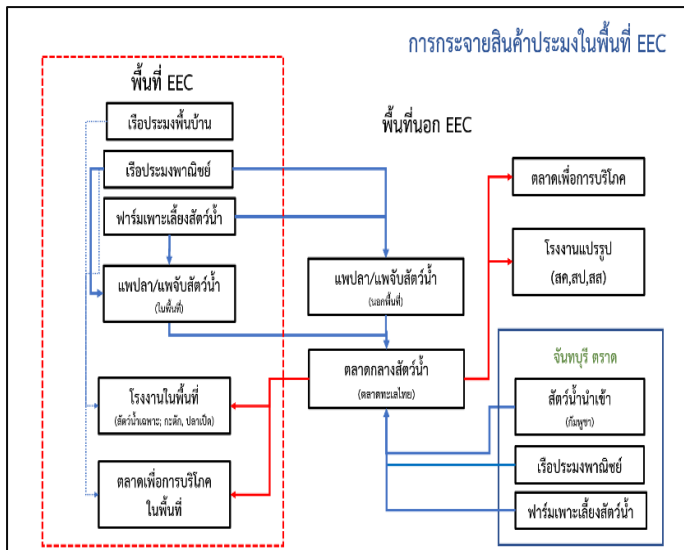 การกระจายสินค้าประมงในพื้นที่ EEC
พื้นที่ EEC
เรือประมงพื้นบ้าน
เรือประมงพาณิชย์
ฟาร์มเพาะเลี้ยงสัตว์น้ำ
แพปลา/แพจับสัตว์น้ำ
(ในพื้นที่)
โรงงานในพื้นที่
(สัตว์น้ำเฉพาะ; กะตัก, ปลาเป็ด)
ตลาดเพื่อการบริโภค
ในพื้นที่
พื้นที่นอก EEC
แพปลา/แพจับสัตว์น้ำ
(นอกพื้นที่)
ตลาดกลางสัตว์น้ำ
(ตลาดทะเลไทย)
ตลาดเพื่อการบริโภค
โรงงานแปรรูป
(สค,สป,สส)
จันทบุรี ตราด
สัตว์น้ำนำเข้า
(กัมพูชา)
เรือประมงพาณิชย์
ฟาร์มเพาะเลี้ยงสัตว์น้ำ